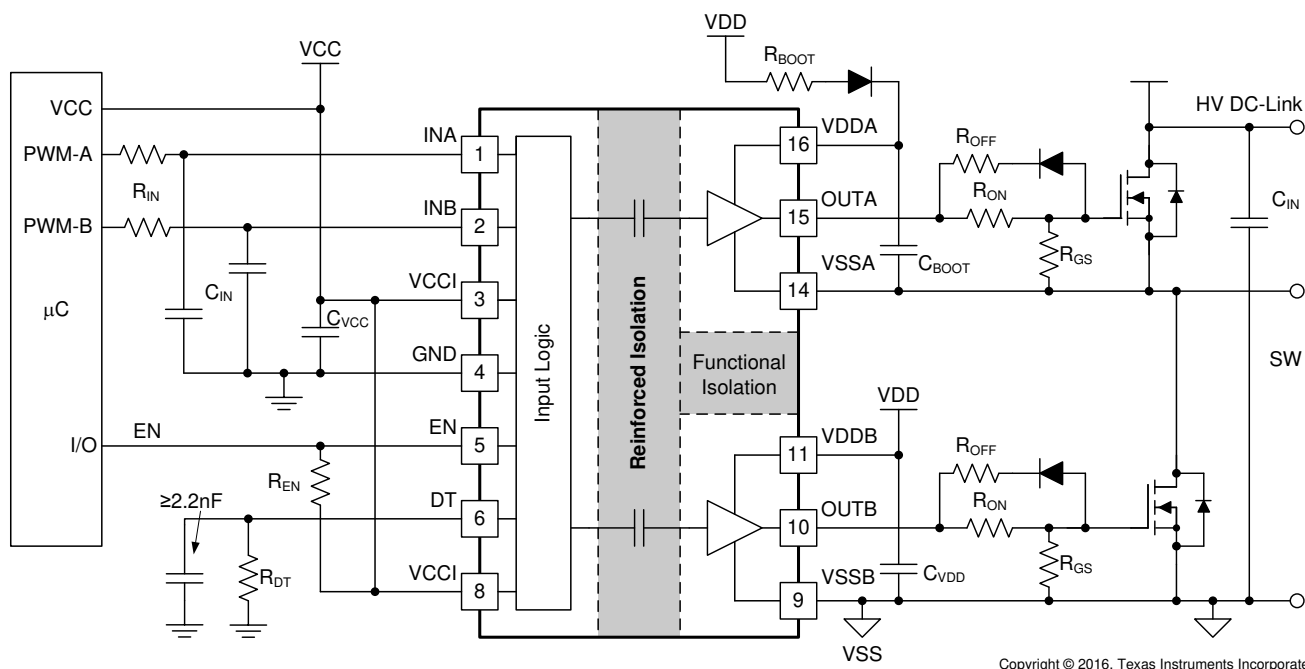 VDD
RBOOT
VCC
VCC
HV DC-Link
VDDA
INA
16
ROFF
PWM-A
1
RIN
OUTA
RON
CIN
INB
15
PWM-B
2
RGS
VSSA
CBOOT
VCCI
CIN
μC
3
14
CVCC
GND
Input Logic
Reinforced Isolation
Functional
Isolation
SW
4
VDD
EN
EN
VDDB
I/O
5
11
ROFF
REN
≥2.2nF
DT
OUTB
RON
6
10
RDT
VCCI
VSSB
CVDD
RGS
8
9
VSS
Copyright © 2016, Texas Instruments Incorporate